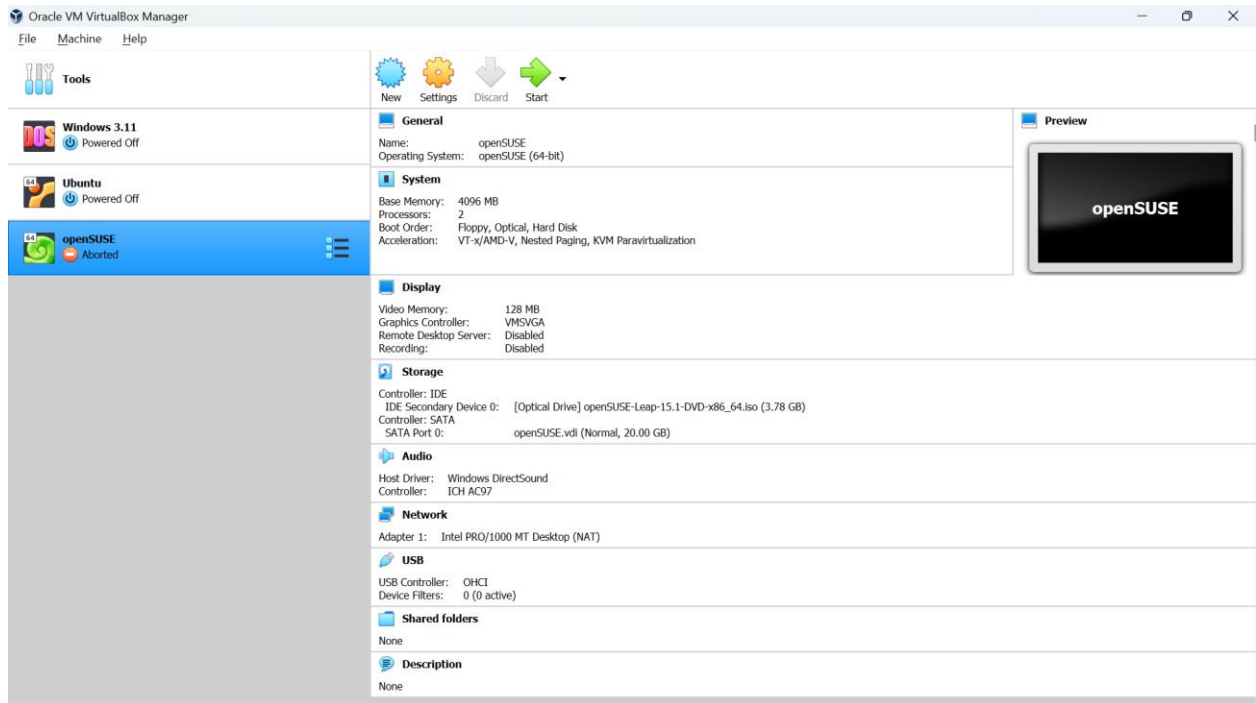 Oracle VM VirtualBox Manager
File Machine Help
Tools
New Settings Discard Start
Windows 3.11
Powered Off
64
Ubuntu
Powered Off
64
openSUSE
Aborted
General
Name: openSUSE
Operating System: openSUSE (64-bit)
System
Base Memory: 4096 MB
Processors: 2
Boot Order: Floppy, Optical, Hard Disk
Acceleration: VT-x/AMD-V, Nested Paging, KVM Paravirtualization
Preview
openSUSE
Display
Video Memory: 128 MB
Graphics Controller: VMSVGA
Remote Desktop Server: Disabled
Recording: Disabled
Storage
Controller: IDE
IDE Secondary Device 0: [Optical Drive] openSUSE-Leap-15.1-DVD-x86_64.iso (3.78 GB)
Controller: SATA
SATA Port 0: openSUSE.vdi (Normal, 20.00 GB)
Audio
Host Driver: Windows DirectSound
Controller: ICH AC97
Network
Adapter 1: Intel PRO/1000 MT Desktop (NAT)
USB
USB Controller: OHCI
Device Filters: 0 (0 active)
Shared folders
None
Description
None